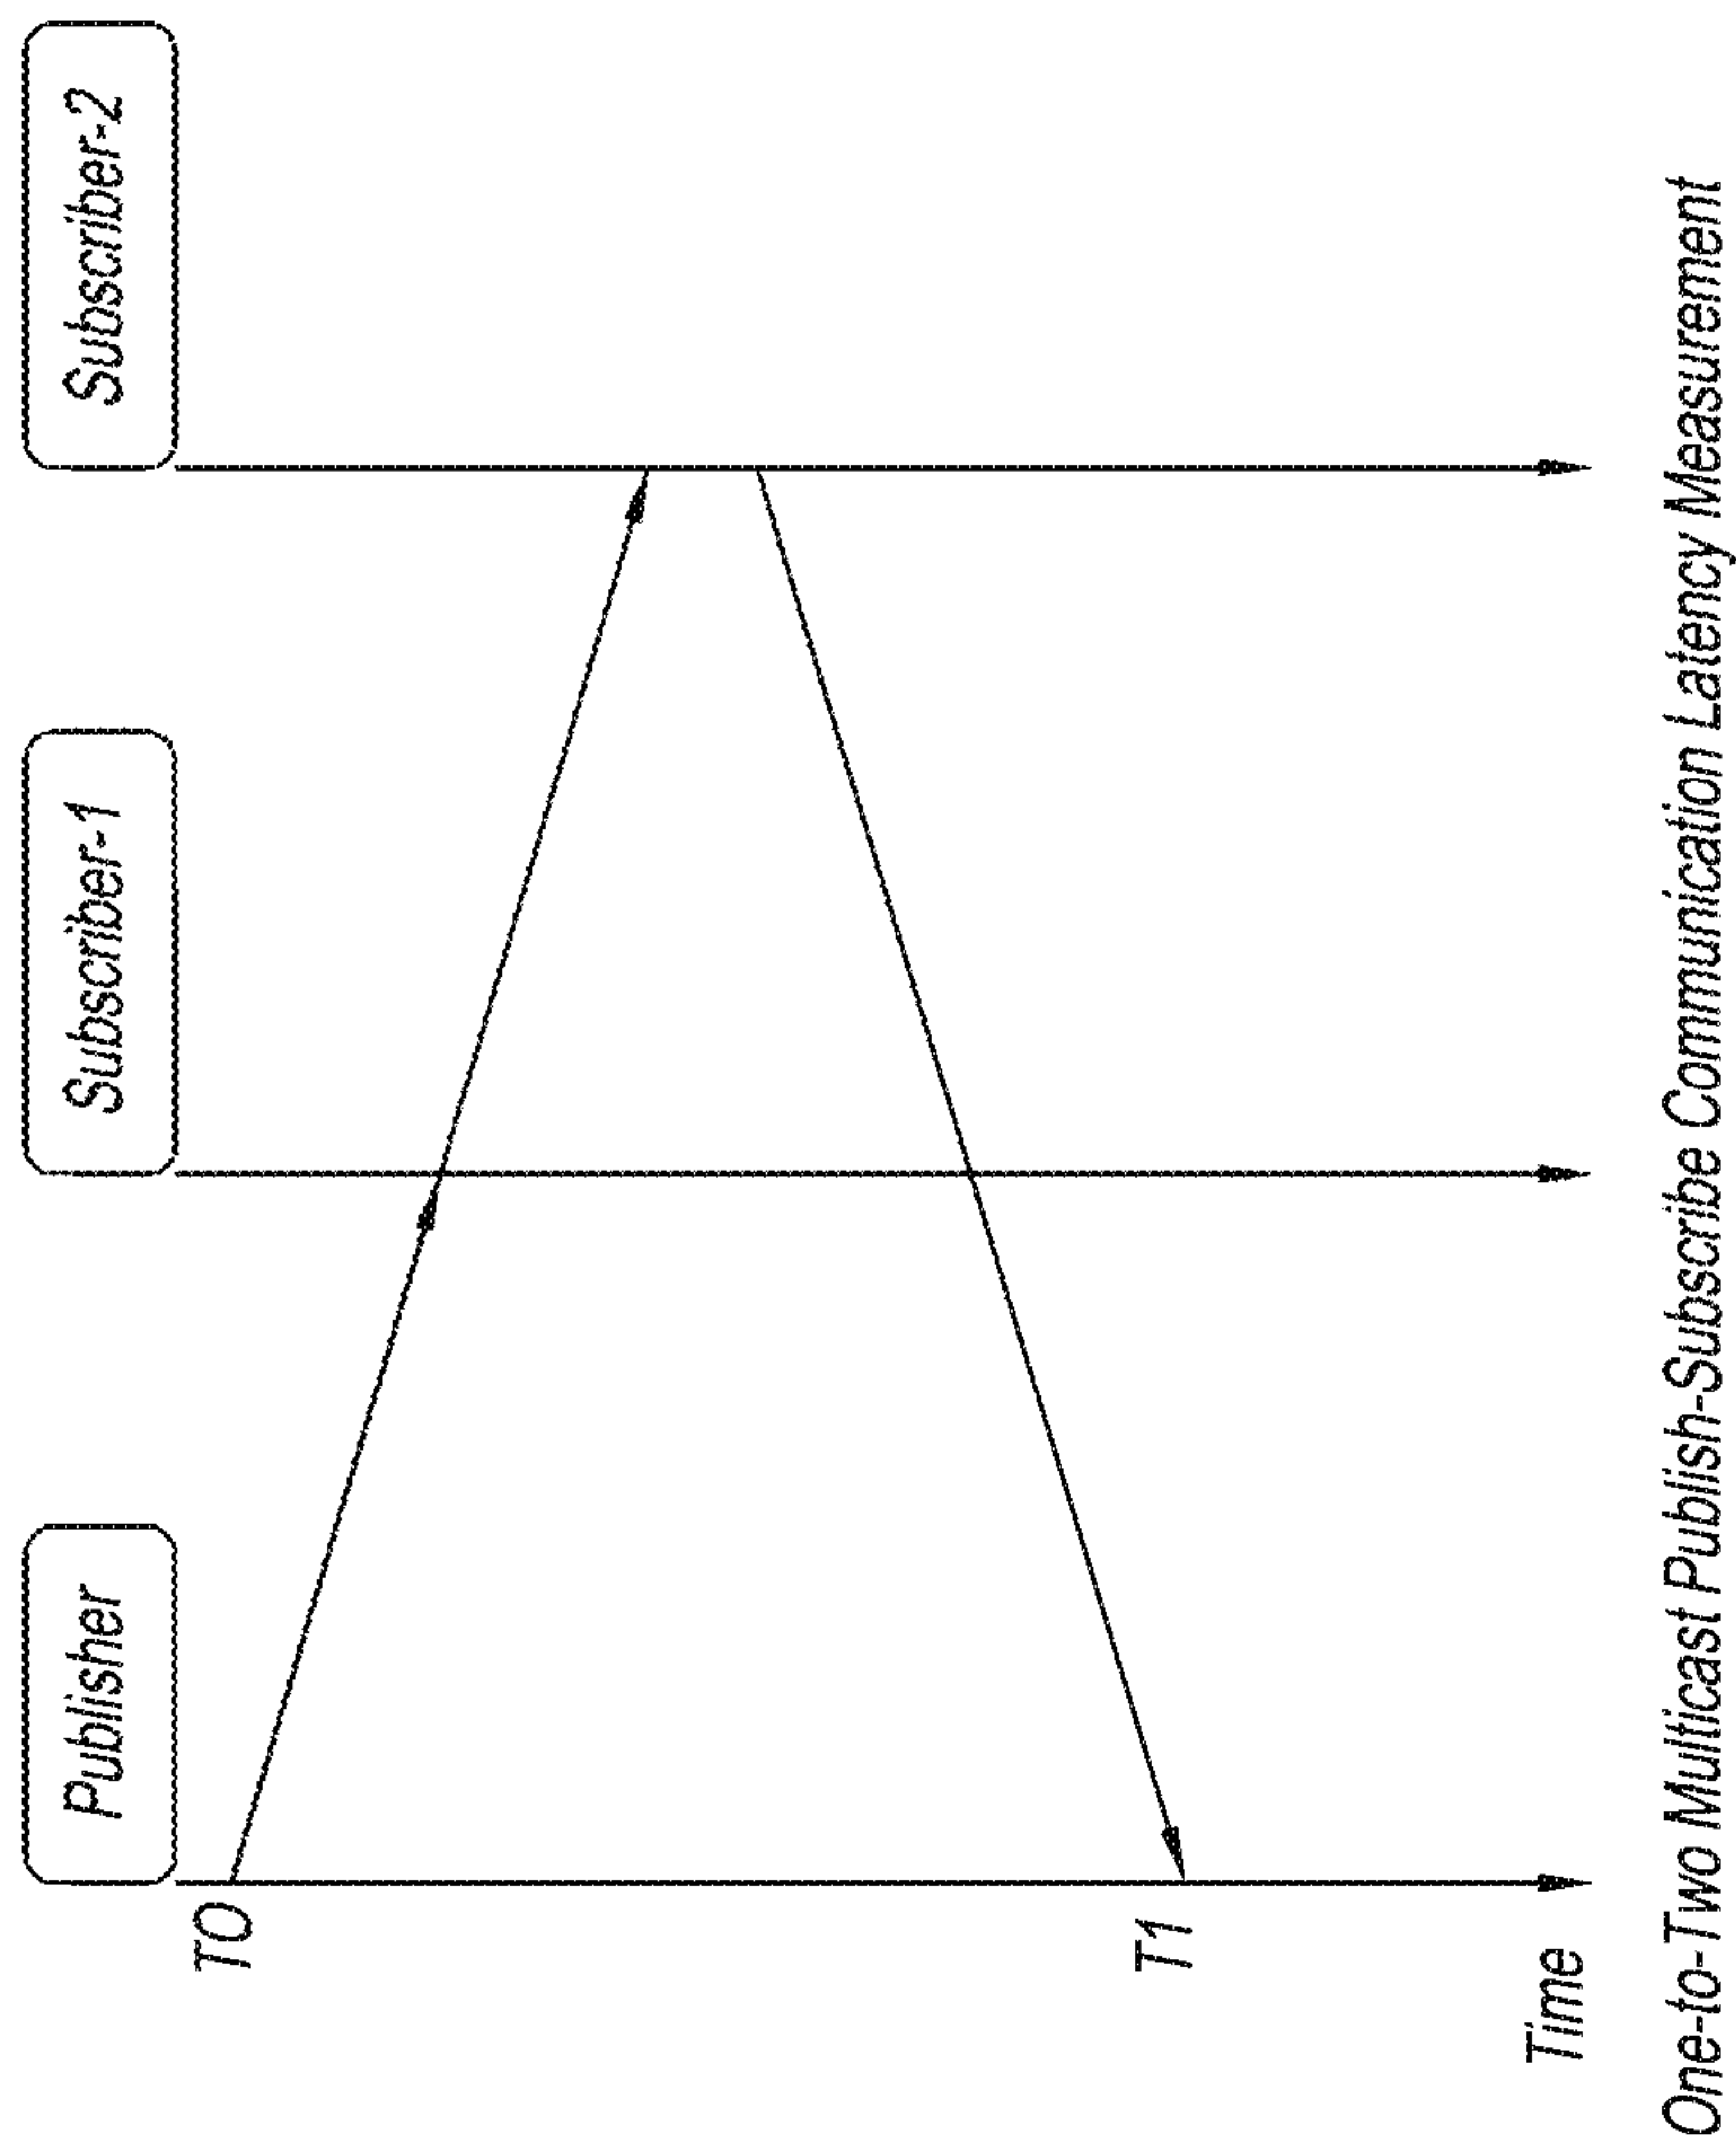 Publisher
Subscriber-1
Subscriber-2
T0
T1
Time
One-to-Two Multicast Publish-Subscribe Communication Latency Measurement